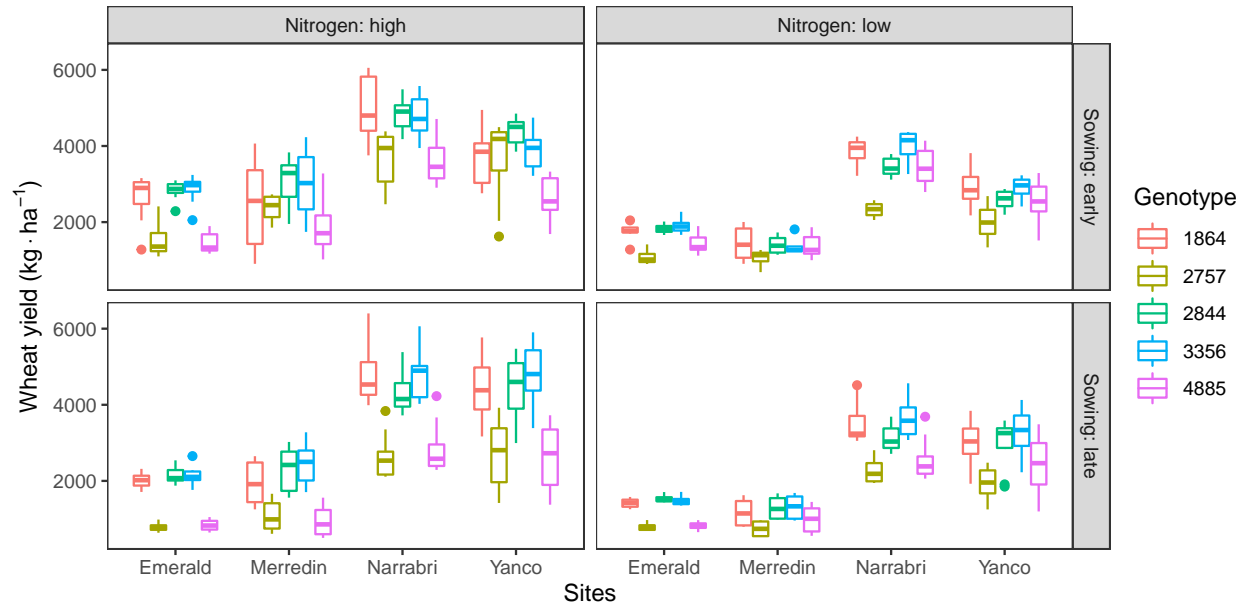 Nitrogen: high
Nitrogen: low
Sowing: early
Sowing: late
Wheat yield (kg · ha⁻¹)
6000
4000
2000
6000
4000
2000
Emerald Merredin Narrabri Yanco
Emerald Merredin Narrabri Yanco
Sites
Genotype
1864
2757
2844
3356
4885